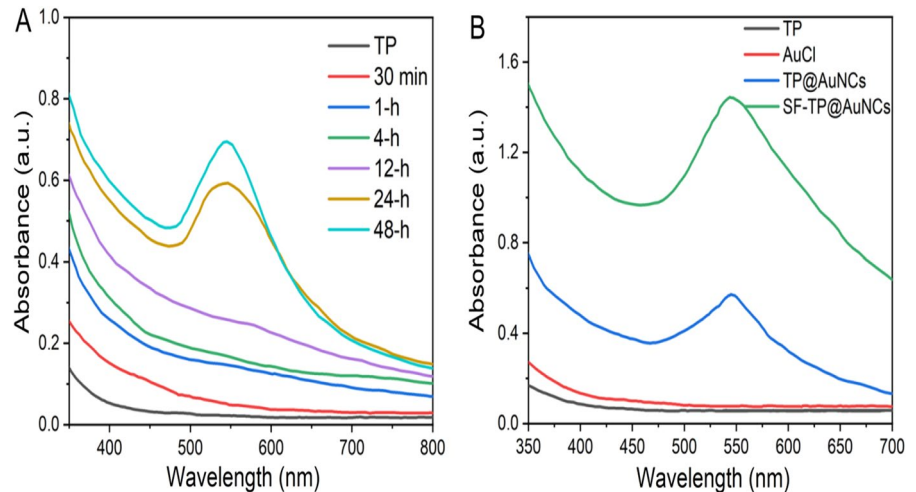 A
TP
30 min
1-h
4-h
12-h
24-h
48-h
1.0
0.8
0.6
0.4
0.2
0.0
400
500
600
700
800
Absorbance (a.u.)
Wavelength (nm)
B
TP
AuCl
TP@AuNCs
SF-TP@AuNCs
1.6
1.2
0.8
0.4
0.0
350
400
450
500
550
600
650
700
Absorbance (a.u.)
Wavelength (nm)